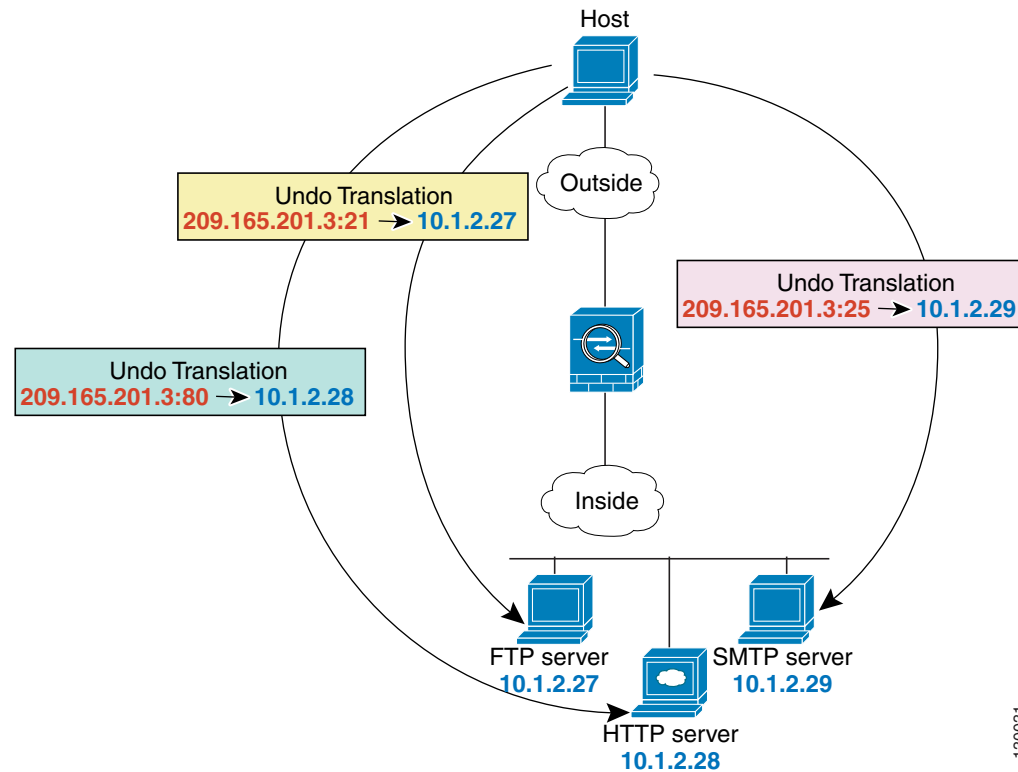 Host
Outside
Undo Translation
209.165.201.3:21 10.1.2.27
Undo Translation
209.165.201.3:25 10.1.2.29
Undo Translation
209.165.201.3:80 10.1.2.28
Inside
FTP server
10.1.2.27
SMTP server
10.1.2.29
HTTP server
10.1.2.28